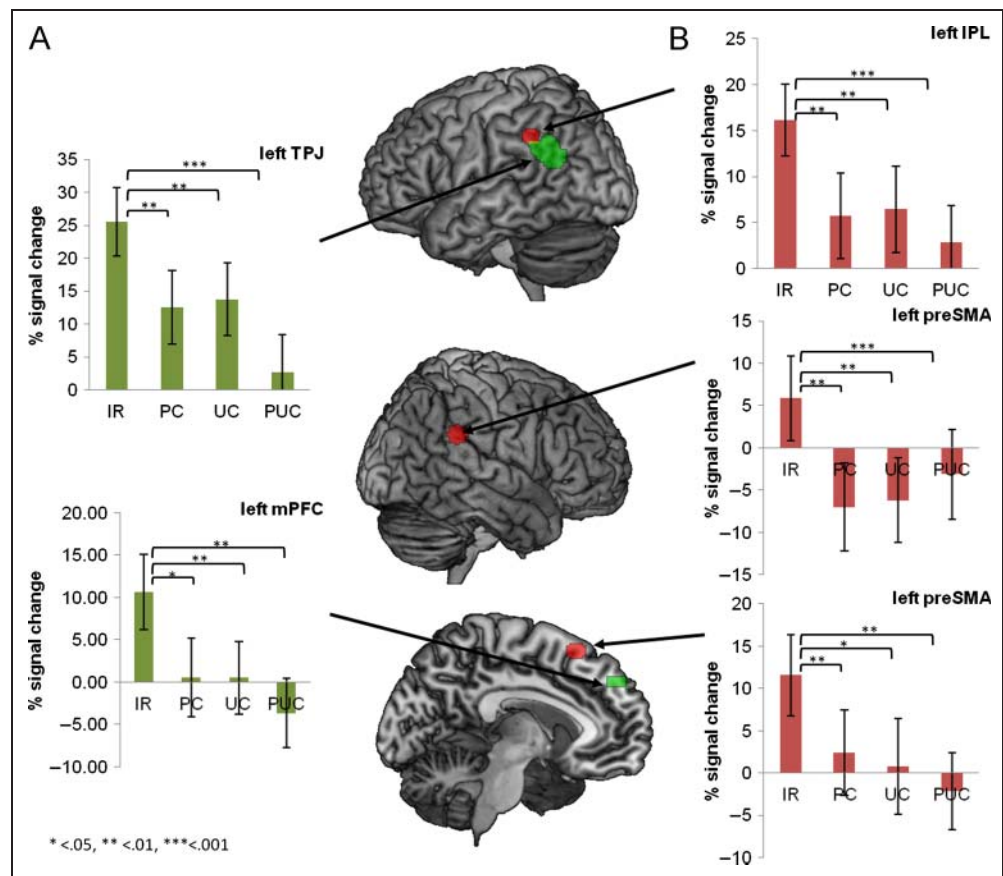 A
left TPJ
% signal change
35
30
25
20
15
10
5
0
***
**
**
IR PC UC PUC
left mPFC
% signal change
20.00
15.00
10.00
5.00
0.00
−5.00
−10.00
**
**
*
IR PC UC PUC
* <.05, ** <.01, ***<.001
B
left IPL
% signal change
25
20
15
10
5
0
***
**
**
IR PC UC PUC
left preSMA
% signal change
15
10
5
0
−5
−10
−15
***
**
**
IR PC UC PUC
left preSMA
% signal change
20
15
10
5
0
−5
−10
**
*
**
IR PC UC PUC